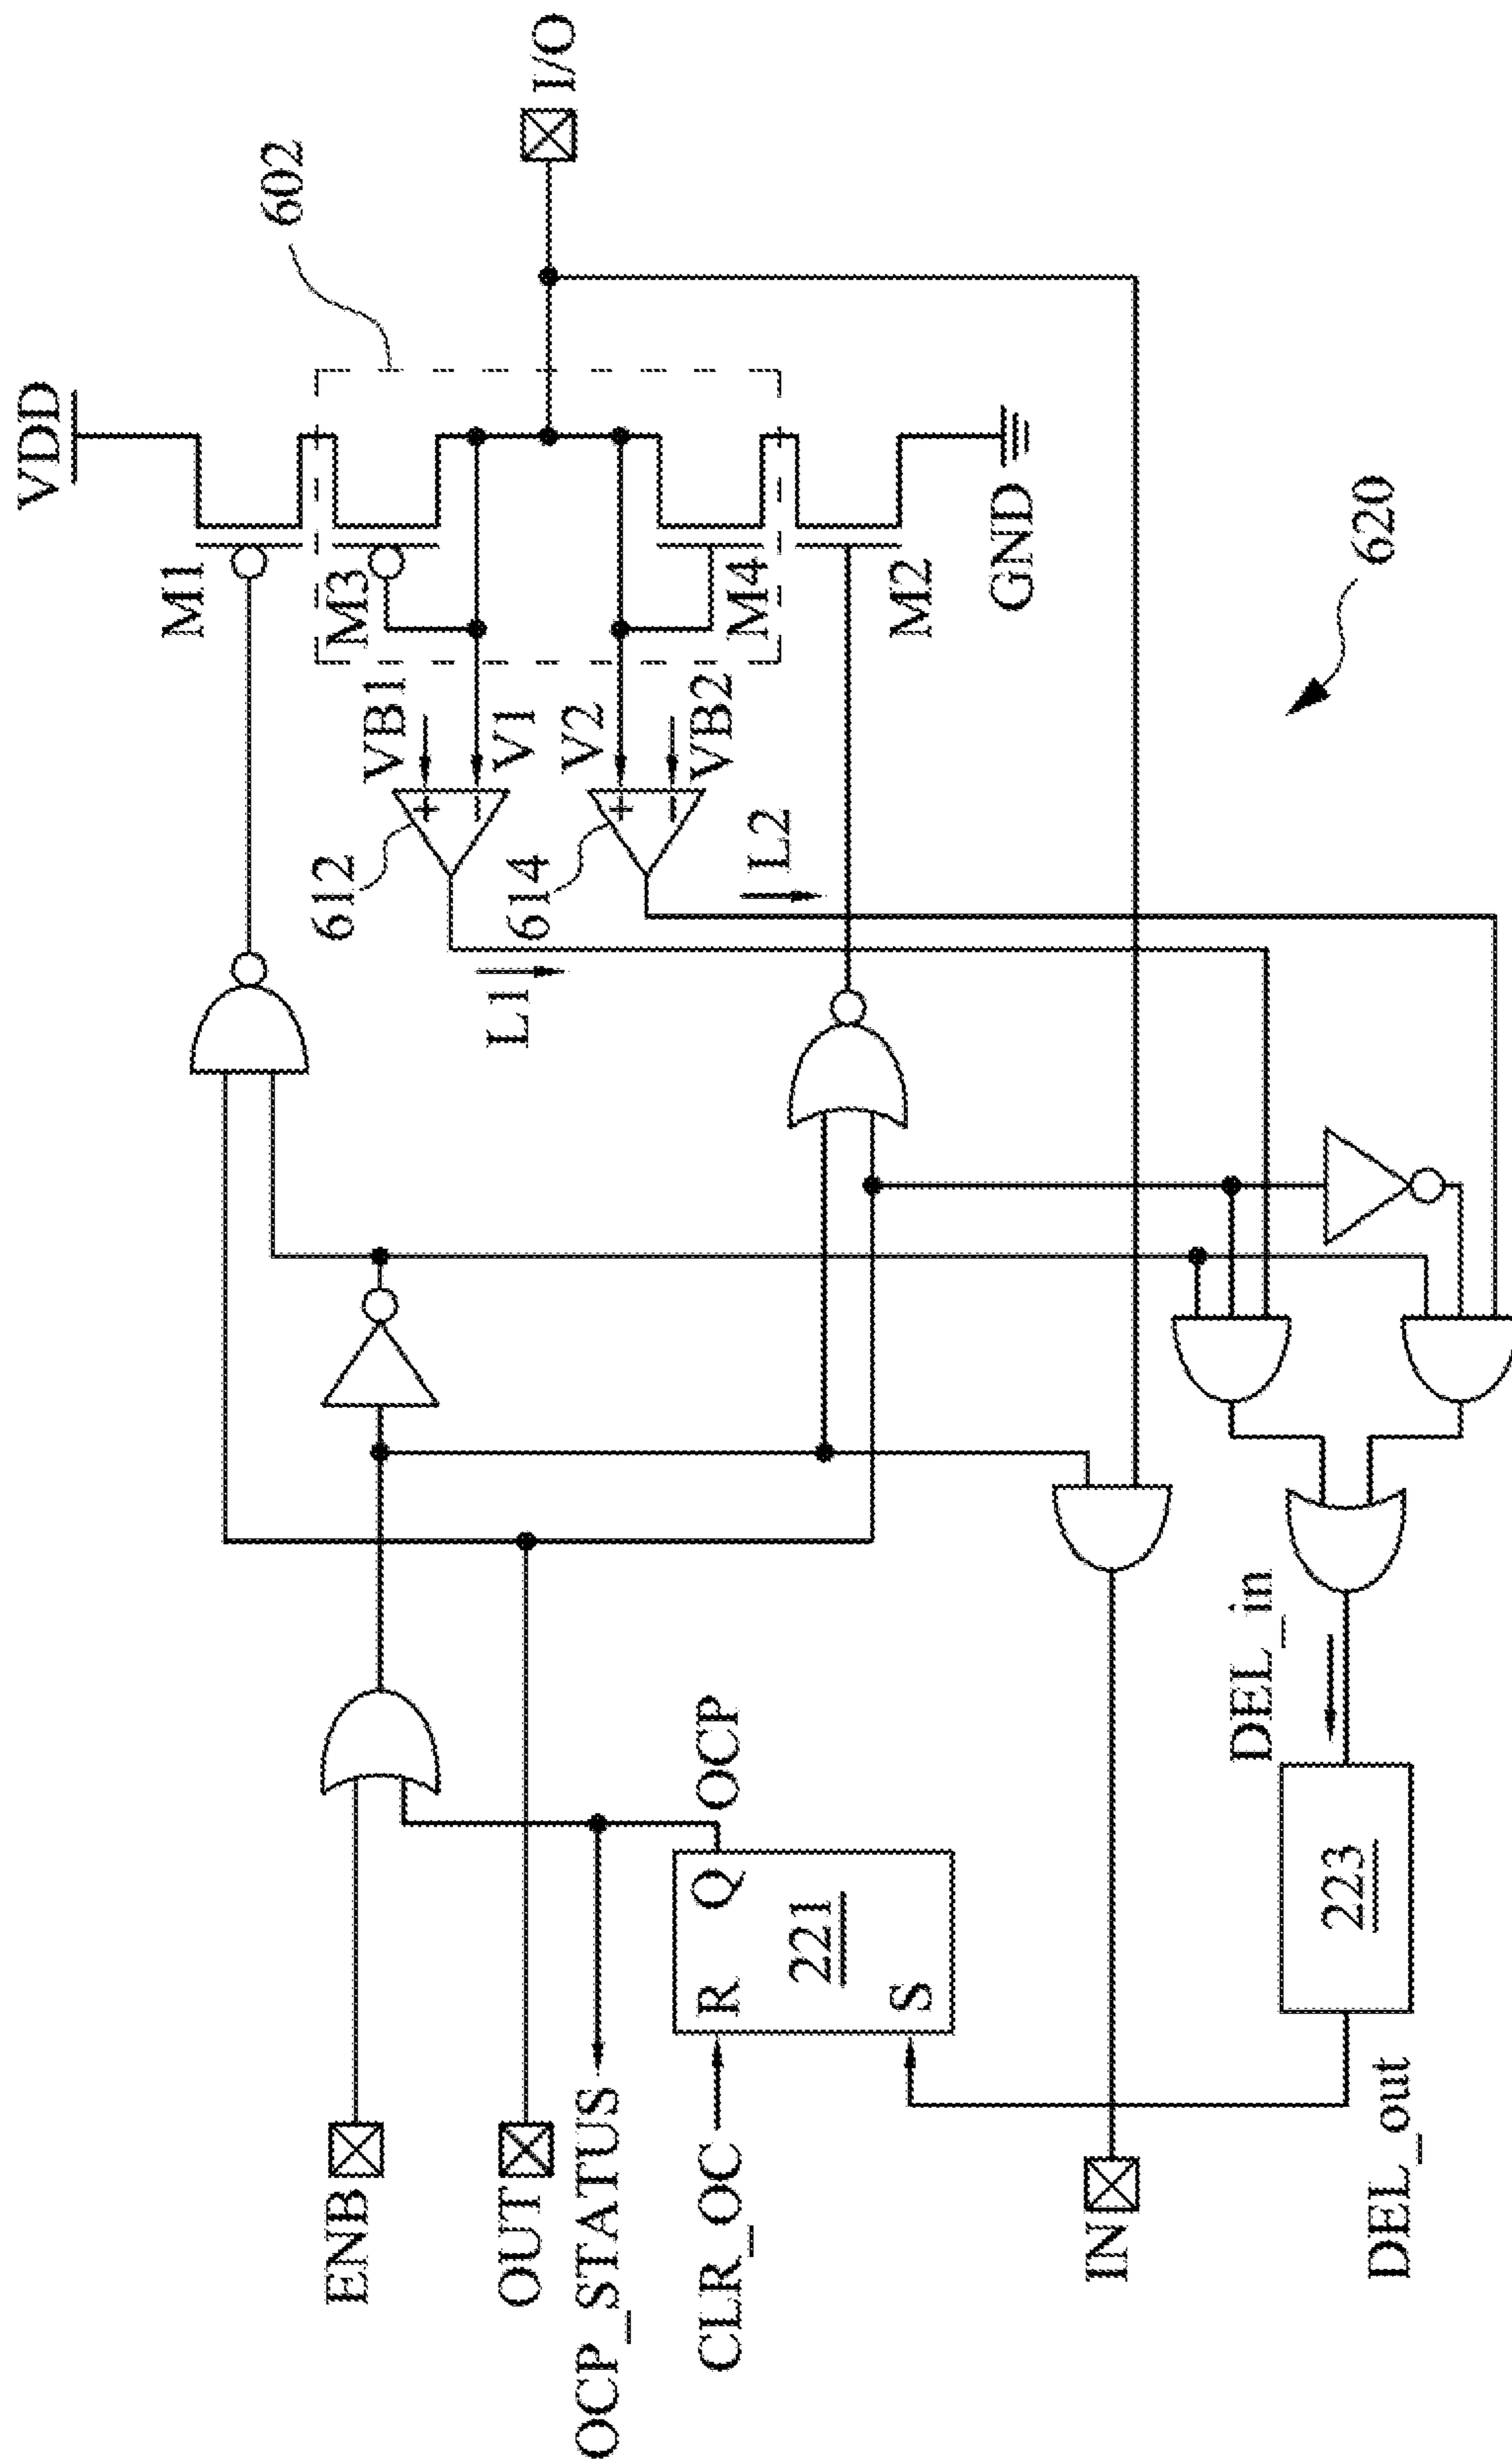 VDD
M1
602
M3
I/O
VB1
V1
612
V2
614
VB2
M4
L1
L2
M2
GND
620
ENB
OUT
OCP_STATUS
OCP
CLR_OC
R
Q
221
S
IN
DEL_in
223
DEL_out
+
−
+
−